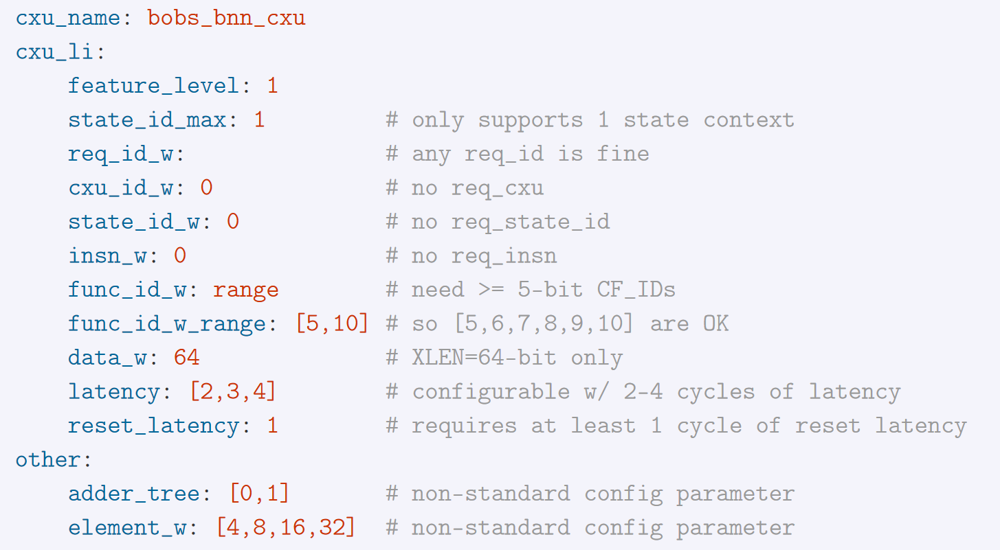 cxu_name: bobs_bnn_cxu
cxu_li:
    feature_level: 1
    state_id_max: 1         # only supports 1 state context
    req_id_w:               # any req_id is fine
    cxu_id_w: 0             # no req_cxu
    state_id_w: 0           # no req_state_id
    insn_w: 0               # no req_insn
    func_id_w: range        # need >= 5-bit CF_IDs
    func_id_w_range: [5,10] # so [5,6,7,8,9,10] are OK
    data_w: 64              # XLEN=64-bit only
    latency: [2,3,4]        # configurable w/ 2-4 cycles of latency
    reset_latency: 1        # requires at least 1 cycle of reset latency
other:
    adder_tree: [0,1]       # non-standard config parameter
    element_w: [4,8,16,32]  # non-standard config parameter